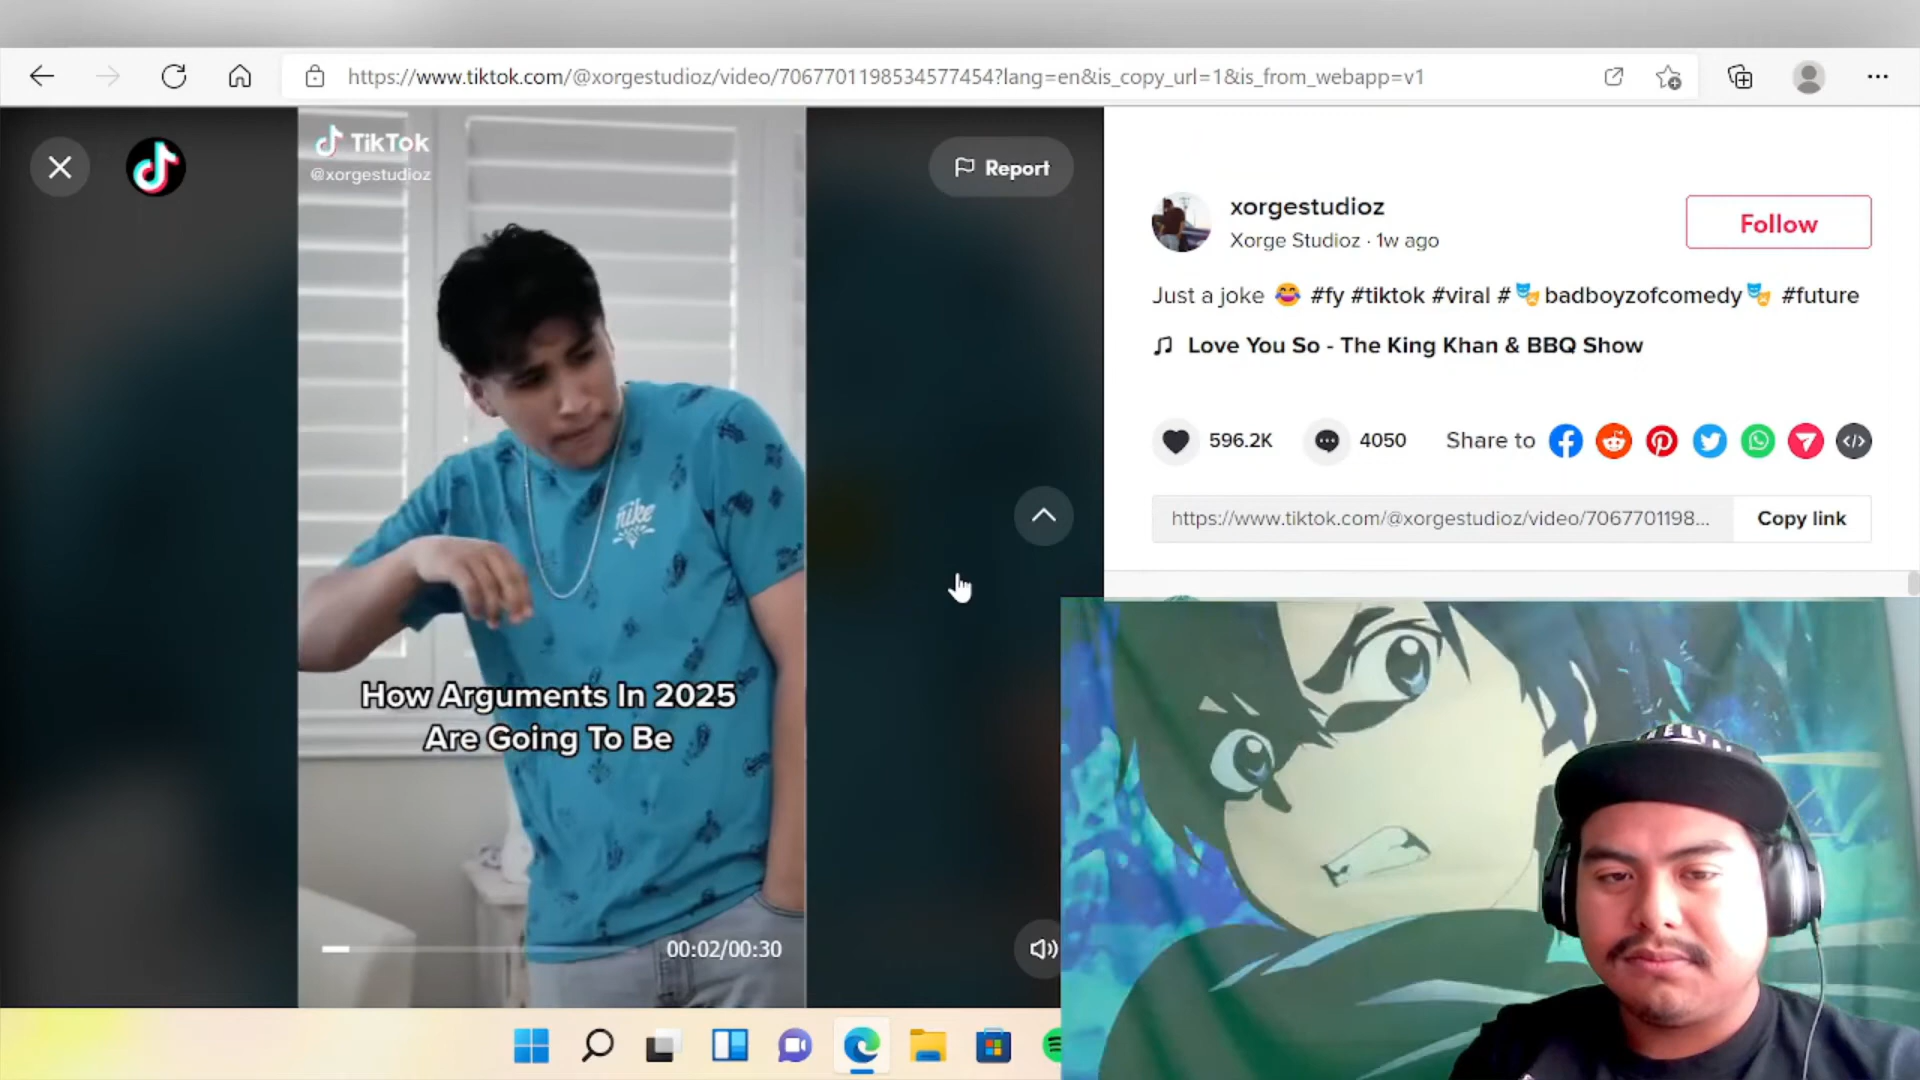 https://www.tiktok.com/@xorgestudioz/video/7067701198534577454?lang=en&is_copy_url=1&is_from_webapp=v1
TikTok
@xorgestudioz
Report
xorgestudioz
Xorge Studioz · 1w ago
Follow
Just a joke 😂 #fy #tiktok #viral #🎭badboyzofcomedy🎭 #future
Love You So - The King Khan & BBQ Show
596.2K
4050
Share to
https://www.tiktok.com/@xorgestudioz/video/7067701198...
Copy link
nike
How Arguments In 2025
Are Going To Be
00:02/00:30